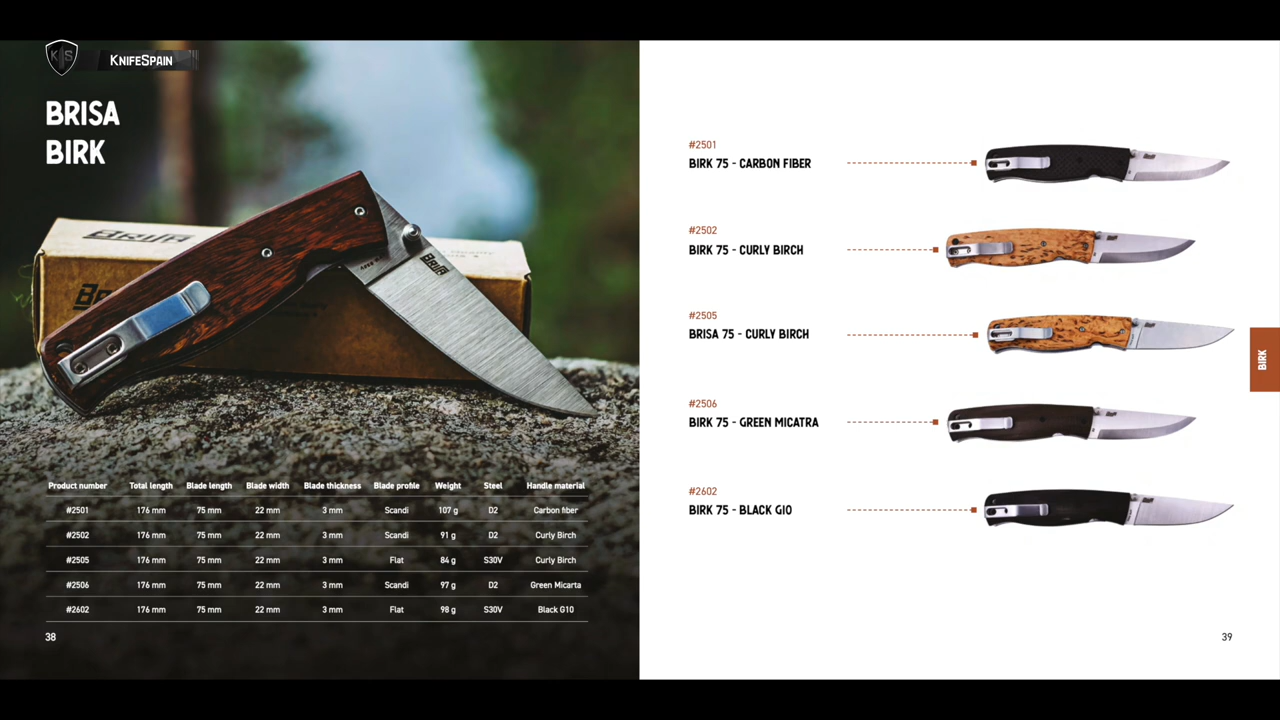 KS
KNIFESPAIN
BRISA
BIRK
BRISA
BRISA
Product number Total length Blade length Blade width Blade thickness Blade profile Weight Steel Handle material
#2501 176 mm 75 mm 22 mm 3 mm Scandi 107 g D2 Carbon fiber
#2502 176 mm 75 mm 22 mm 3 mm Scandi 91 g D2 Curly Birch
#2505 176 mm 75 mm 22 mm 3 mm Flat 84 g S30V Curly Birch
#2506 176 mm 75 mm 22 mm 3 mm Scandi 97 g D2 Green Micarta
#2602 176 mm 75 mm 22 mm 3 mm Flat 98 g S30V Black G10
38
#2501
BIRK 75 - CARBON FIBER
#2502
BIRK 75 - CURLY BIRCH
#2505
BRISA 75 - CURLY BIRCH
#2506
BIRK 75 - GREEN MICATRA
#2602
BIRK 75 - BLACK G10
BIRK
39